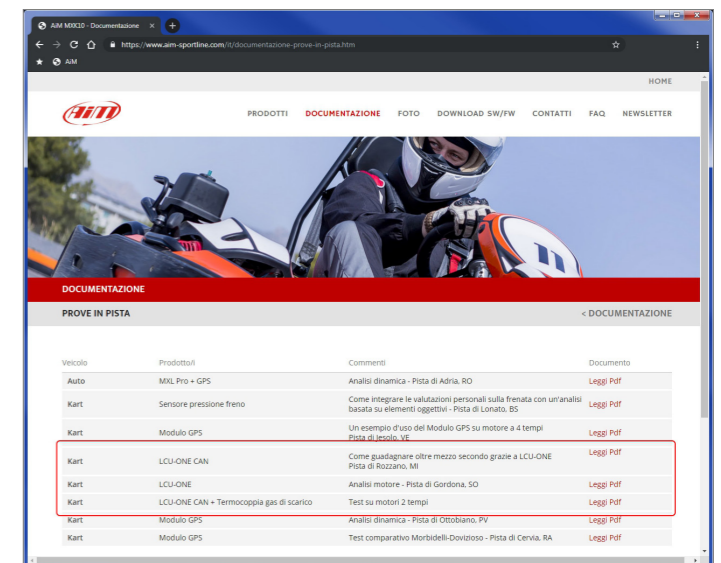 AiM MXK10 - Documentazione
https://www.aim-sportline.com/it/documentazione-prove-in-pista.htm
AiM
HOME
AiM
PRODOTTI DOCUMENTAZIONE FOTO DOWNLOAD SW/FW CONTATTI FAQ NEWSLETTER
DOCUMENTAZIONE
PROVE IN PISTA < DOCUMENTAZIONE
Veicolo Prodotto/i Commenti Documento
Auto MXL Pro + GPS Analisi dinamica - Pista di Adria, RO Leggi Pdf
Kart Sensore pressione freno Come integrare le valutazioni personali sulla frenata con un'analisi
basata su elementi oggettivi - Pista di Lonato, BS Leggi Pdf
Kart Modulo GPS Un esempio d'uso del Modulo GPS su motore a 4 tempi
Pista di Jesolo, VE Leggi Pdf
Kart LCU-ONE CAN Come guadagnare oltre mezzo secondo grazie a LCU-ONE
Pista di Rozzano, MI Leggi Pdf
Kart LCU-ONE Analisi motore - Pista di Gordona, SO Leggi Pdf
Kart LCU-ONE CAN + Termocoppia gas di scarico Test su motori 2 tempi Leggi Pdf
Kart Modulo GPS Analisi dinamica - Pista di Ottobiano, PV Leggi Pdf
Kart Modulo GPS Test comparativo Morbidelli-Dovizioso - Pista di Cervia, RA Leggi Pdf